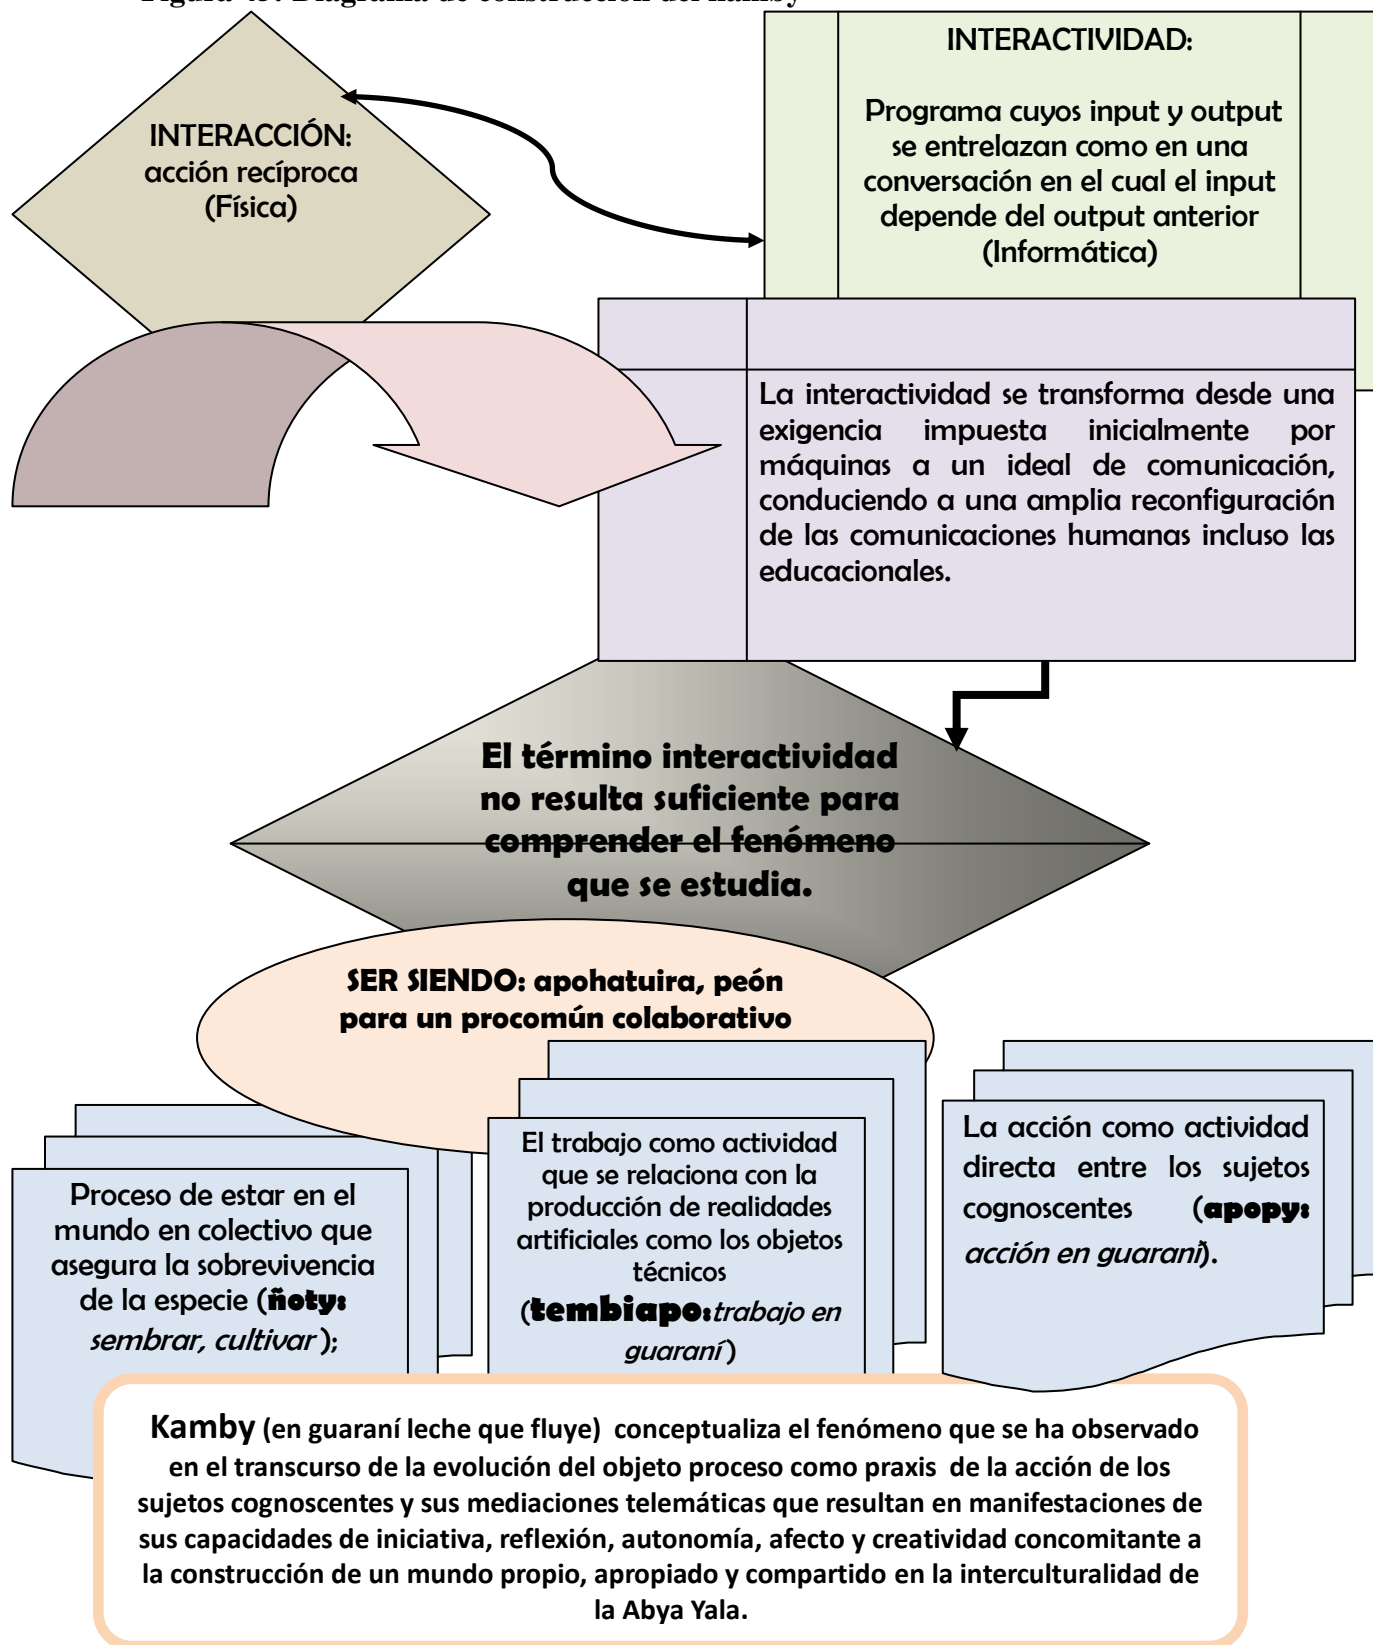 INTERACCIÓN:
acción recíproca
(Física)
INTERACTIVIDAD:
Programa cuyos input y output
se entrelazan como en una
conversación en el cual el input
depende del output anterior
(Informática)
La interactividad se transforma desde una
exigencia impuesta inicialmente por
máquinas a un ideal de comunicación,
conduciendo a una amplia reconfiguración
de las comunicaciones humanas incluso las
educacionales.
El término interactividad
no resulta suficiente para
comprender el fenómeno
que se estudia.
SER SIENDO: apohatuira, peón
para un procomún colaborativo
Proceso de estar en el
mundo en colectivo que
asegura la sobrevivencia
de la especie (ñoty:
sembrar, cultivar );
El trabajo como actividad
que se relaciona con la
producción de realidades
artificiales como los objetos
técnicos
(tembiapo:trabajo en
guaraní )
La acción como actividad
directa entre los sujetos
cognoscentes (apopy:
acción en guaraní).
Kamby (en guaraní leche que fluye) conceptualiza el fenómeno que se ha observado
en el transcurso de la evolución del objeto proceso como praxis de la acción de los
sujetos cognoscentes y sus mediaciones telemáticas que resultan en manifestaciones de
sus capacidades de iniciativa, reflexión, autonomía, afecto y creatividad concomitante a
la construcción de un mundo propio, apropiado y compartido en la interculturalidad de
la Abya Yala.